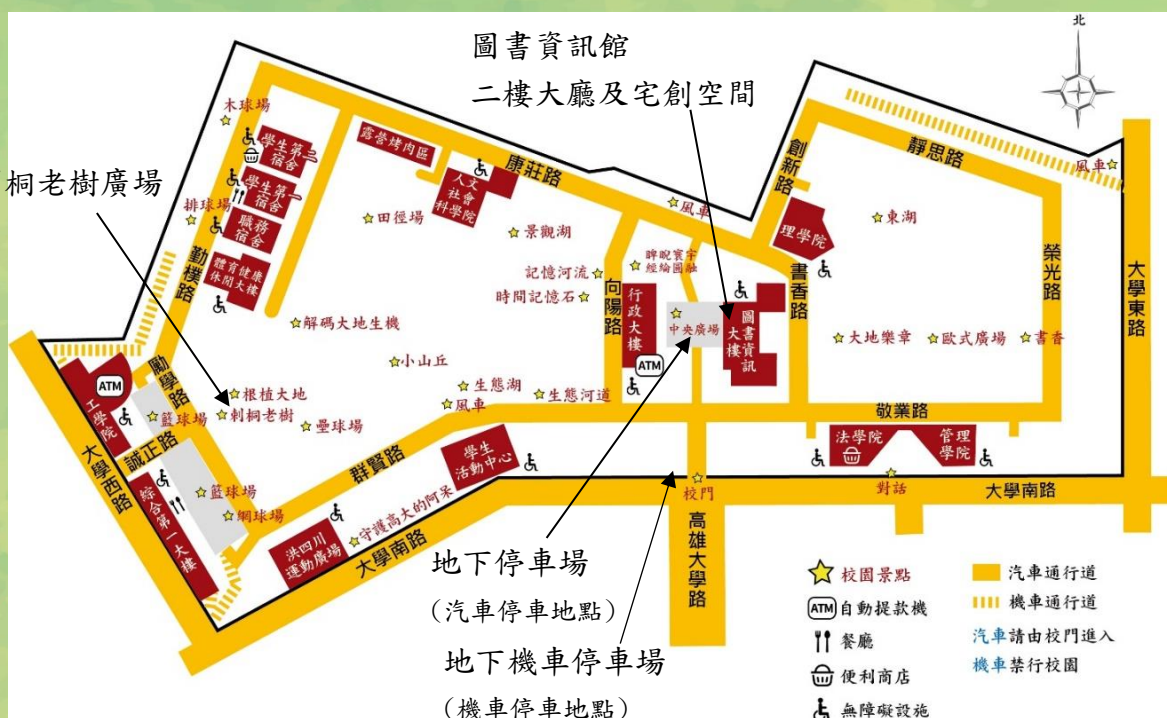 北
圖書資訊館
二樓大廳及宅創空間
木球場
學生第二
宿舍
露營烤肉區
康莊路
創新路
靜思路
風車
桐老樹廣場
學生第一
宿舍
人文
社會
科學院
排球場
職務
宿舍
田徑場
風車
理學院
東湖
景觀湖
勤樸路
體育健康
休閒大樓
記憶河流
睥睨寰宇
經綸圓融
書香路
榮光路
大學東路
時間記憶石
向陽路
行政大樓
中央廣場
圖書資訊
大樓
解碼大地生機
大地樂章
歐式廣場
書香
小山丘
ATM
ATM
工學院
勵學路
根植大地
生態湖
生態河道
籃球場
刺桐老樹
風車
壘球場
敬業路
誠正路
大學西路
群賢路
學生
活動中心
法學院
管理
學院
綜合第一大樓
籃球場
校門
對話
大學南路
網球場
守護高大的阿呆
洪四川
運動廣場
大學南路
高雄大學路
地下停車場
(汽車停車地點)
地下機車停車場
(機車停車地點)
校園景點
汽車通行道
ATM
自動提款機
機車通行道
餐廳
汽車請由校門進入
便利商店
機車禁行校園
無障礙設施